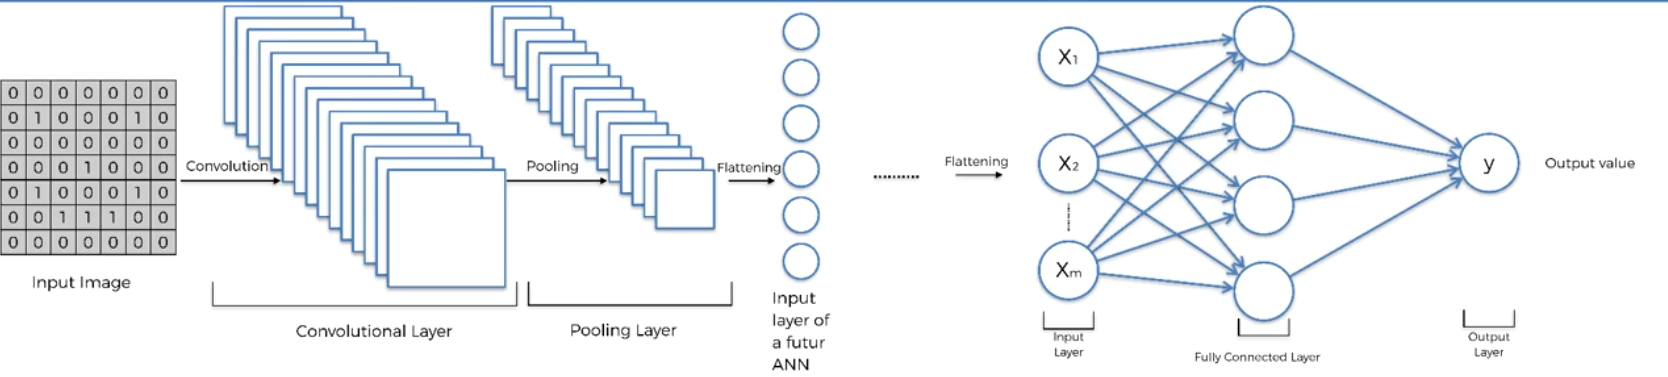 0 0 0 0 0 0 0
0 1 0 0 0 1 0
0 0 0 0 0 0 0
0 0 0 1 0 0 0
0 1 0 0 0 1 0
0 0 1 1 1 0 0
0 0 0 0 0 0 0
Input Image
Convolution
Convolutional Layer
Pooling
Pooling Layer
Flattening
Input
layer of
a futur
ANN
..........
Flattening
X1
X2
Xm
Input
Layer
Fully Connected Layer
y
Output
Layer
Output value